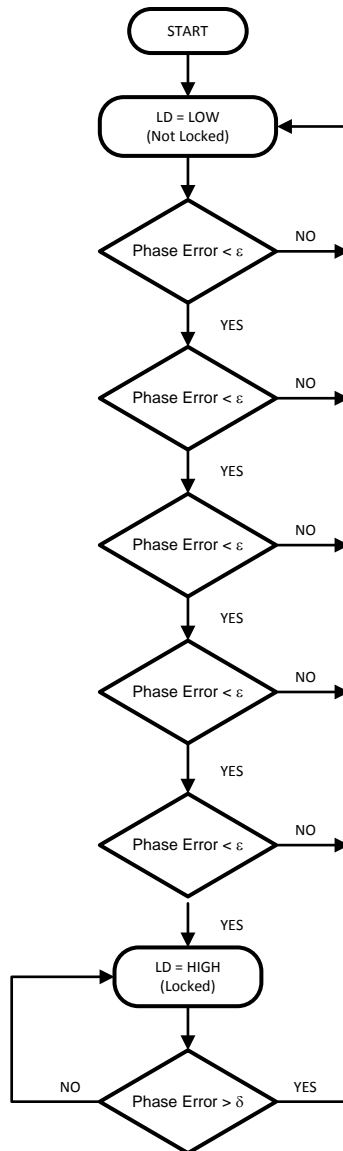 START
LD = LOW
(Not Locked)
Phase Error < ε
NO
YES
Phase Error < ε
NO
YES
Phase Error < ε
NO
YES
Phase Error < ε
NO
YES
Phase Error < ε
NO
YES
LD = HIGH
(Locked)
NO
Phase Error > δ
YES